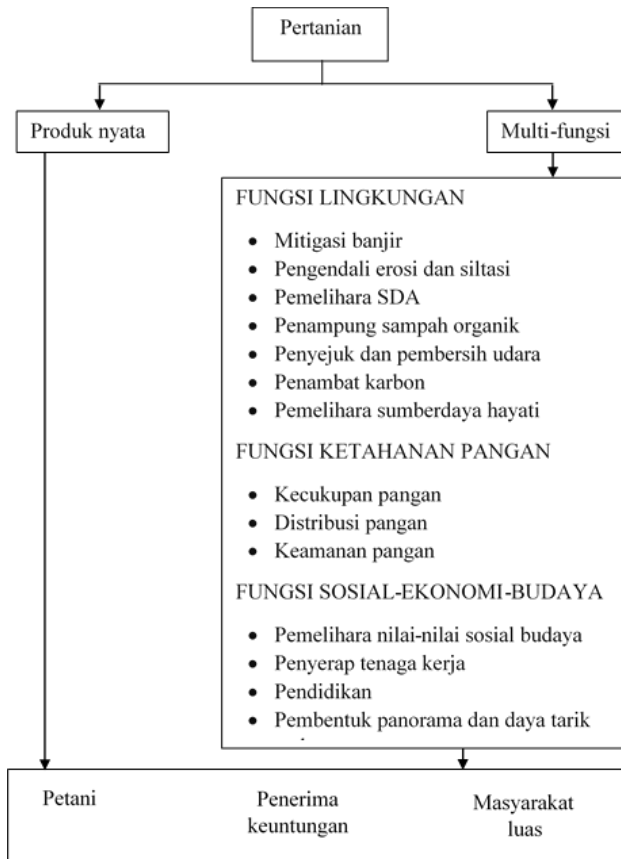 Pertanian
Produk nyata
Multi-fungsi
FUNGSI LINGKUNGAN
• Mitigasi banjir
• Pengendali erosi dan siltasi
• Pemelihara SDA
• Penampung sampah organik
• Penyejuk dan pembersih udara
• Penambat karbon
• Pemelihara sumberdaya hayati
FUNGSI KETAHANAN PANGAN
• Kecukupan pangan
• Distribusi pangan
• Keamanan pangan
FUNGSI SOSIAL-EKONOMI-BUDAYA
• Pemelihara nilai-nilai sosial budaya
• Penyerap tenaga kerja
• Pendidikan
• Pembentuk panorama dan daya tarik
Petani
Penerima
keuntungan
Masyarakat
luas